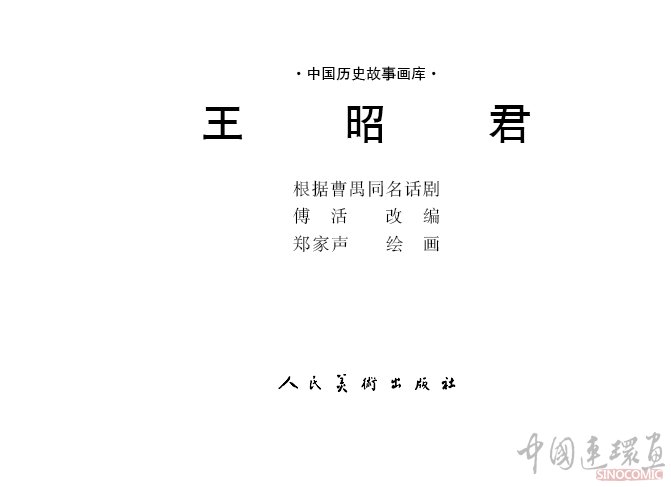 ·中国历史故事画库·
王 昭 君
根据曹禺同名话剧
傅 活 改 编
郑家声 绘 画
人民美術出版社
中國連環畫
SINOCOMIC